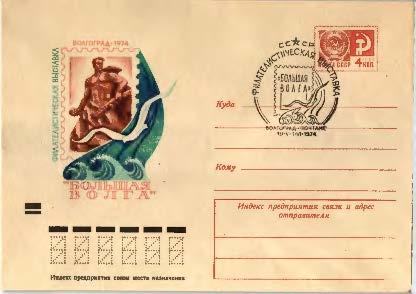 ВОЛГОГРАД • 1974
ФИЛАТЕЛИСТИЧЕСКАЯ ВЫСТАВКА
"БОЛЬШАЯ
ВОЛГА"
Индекс предприятия связи места назначения
СССР
ФИЛАТЕЛИСТИЧЕСКАЯ ВЫСТАВКА
"БОЛЬШАЯ
ВОЛГА"
ВОЛГОГРАД - ПОЧТАМТ
1974
ПОЧТА СССР
4 КОП.
Куда
Кому
Индекс предприятия связи и адрес
отправителя